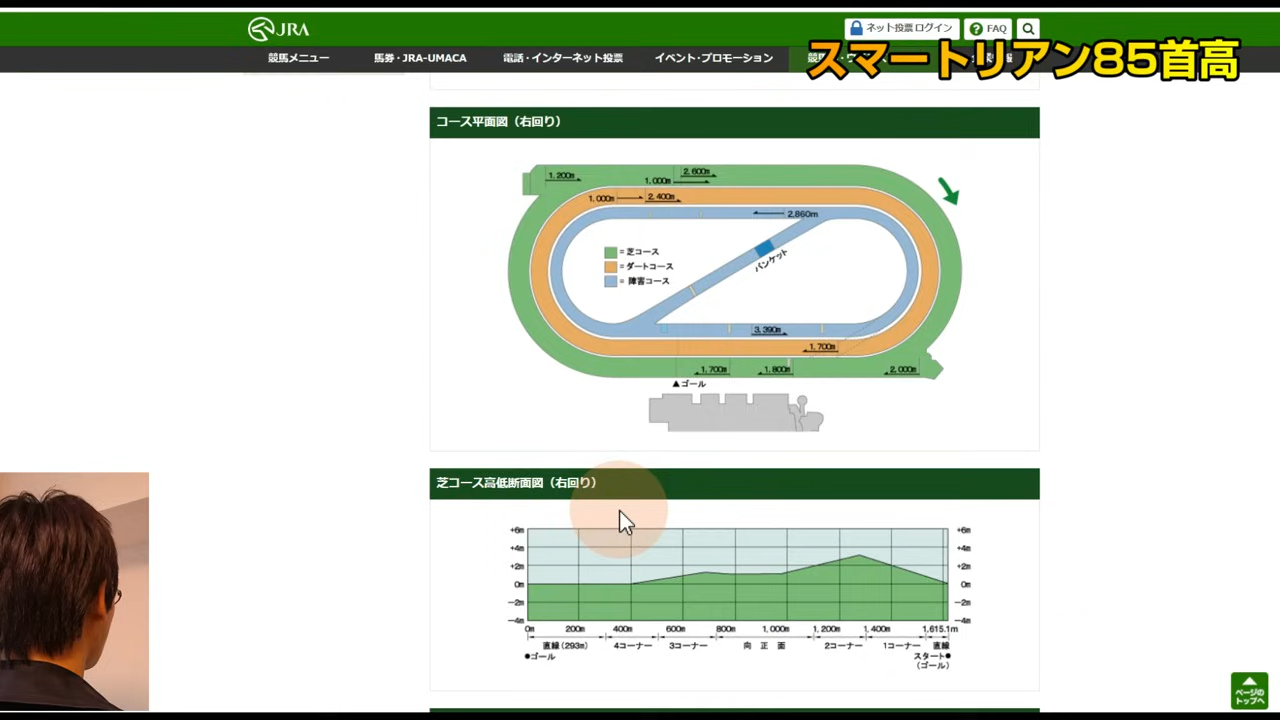 JRA
ネット投票ログイン
FAQ
競馬メニュー 馬券・JRA-UMACA 電話・インターネット投票 イベント・プロモーション
スマートリアン85首高
コース平面図（右回り）
1,200m
2,600m
1,000m
1,000m
2,400m
2,860m
= 芝コース
= ダートコース
= 障害コース
バンケット
3,390m
1,700m
1,700m
1,800m
2,000m
▲ゴール
芝コース高低断面図（右回り）
+6m +6m
+4m +4m
+2m +2m
0m 0m
−2m −2m
−4m −4m
0m 200m 400m 600m 800m 1,000m 1,200m 1,400m 1,615.1m
直線（293m） 4コーナー 3コーナー 向 正 面 2コーナー 1コーナー 直線
●ゴール スタート●
（ゴール）
ページの
トップへ